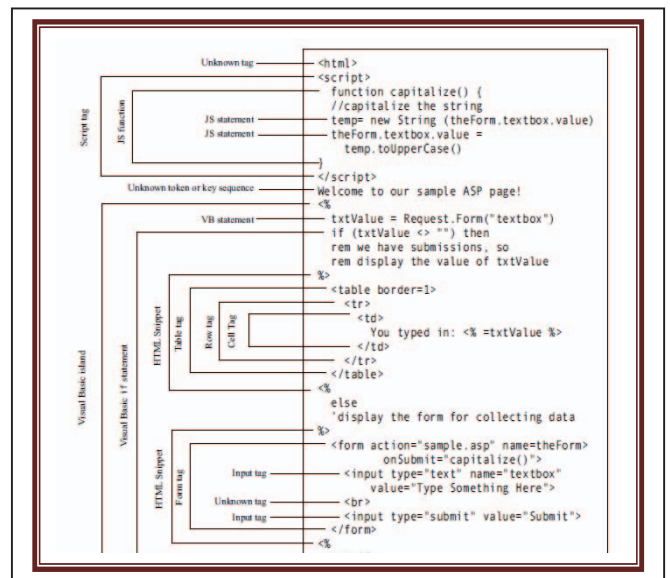 Unknown tag
<html>
<script>
Script tag
JS function
function capitalize() {
//capitalize the string
JS statement
temp= new String (theForm.textbox.value)
JS statement
theForm.textbox.value =
temp.toUpperCase()
}
</script>
Unknown token or key sequence
Welcome to our sample ASP page!
<%
Visual Basic island
VB statement
txtValue = Request.Form("textbox")
Visual Basic if statement
if (txtValue <> "") then
rem we have submissions, so
rem display the value of txtValue
%>
HTML Snippet
Table tag
<table border=1>
Row tag
<tr>
Cell Tag
<td>
You typed in: <% =txtValue %>
</td>
</tr>
</table>
<%
else
'display the form for collecting data
%>
HTML Snippet
Form tag
<form action="sample.asp" name=theForm>
onSubmit="capitalize()">
Input tag
<input type="text" name="textbox"
value="Type Something Here">
Unknown tag
<br>
Input tag
<input type="submit" value="Submit">
</form>
<%